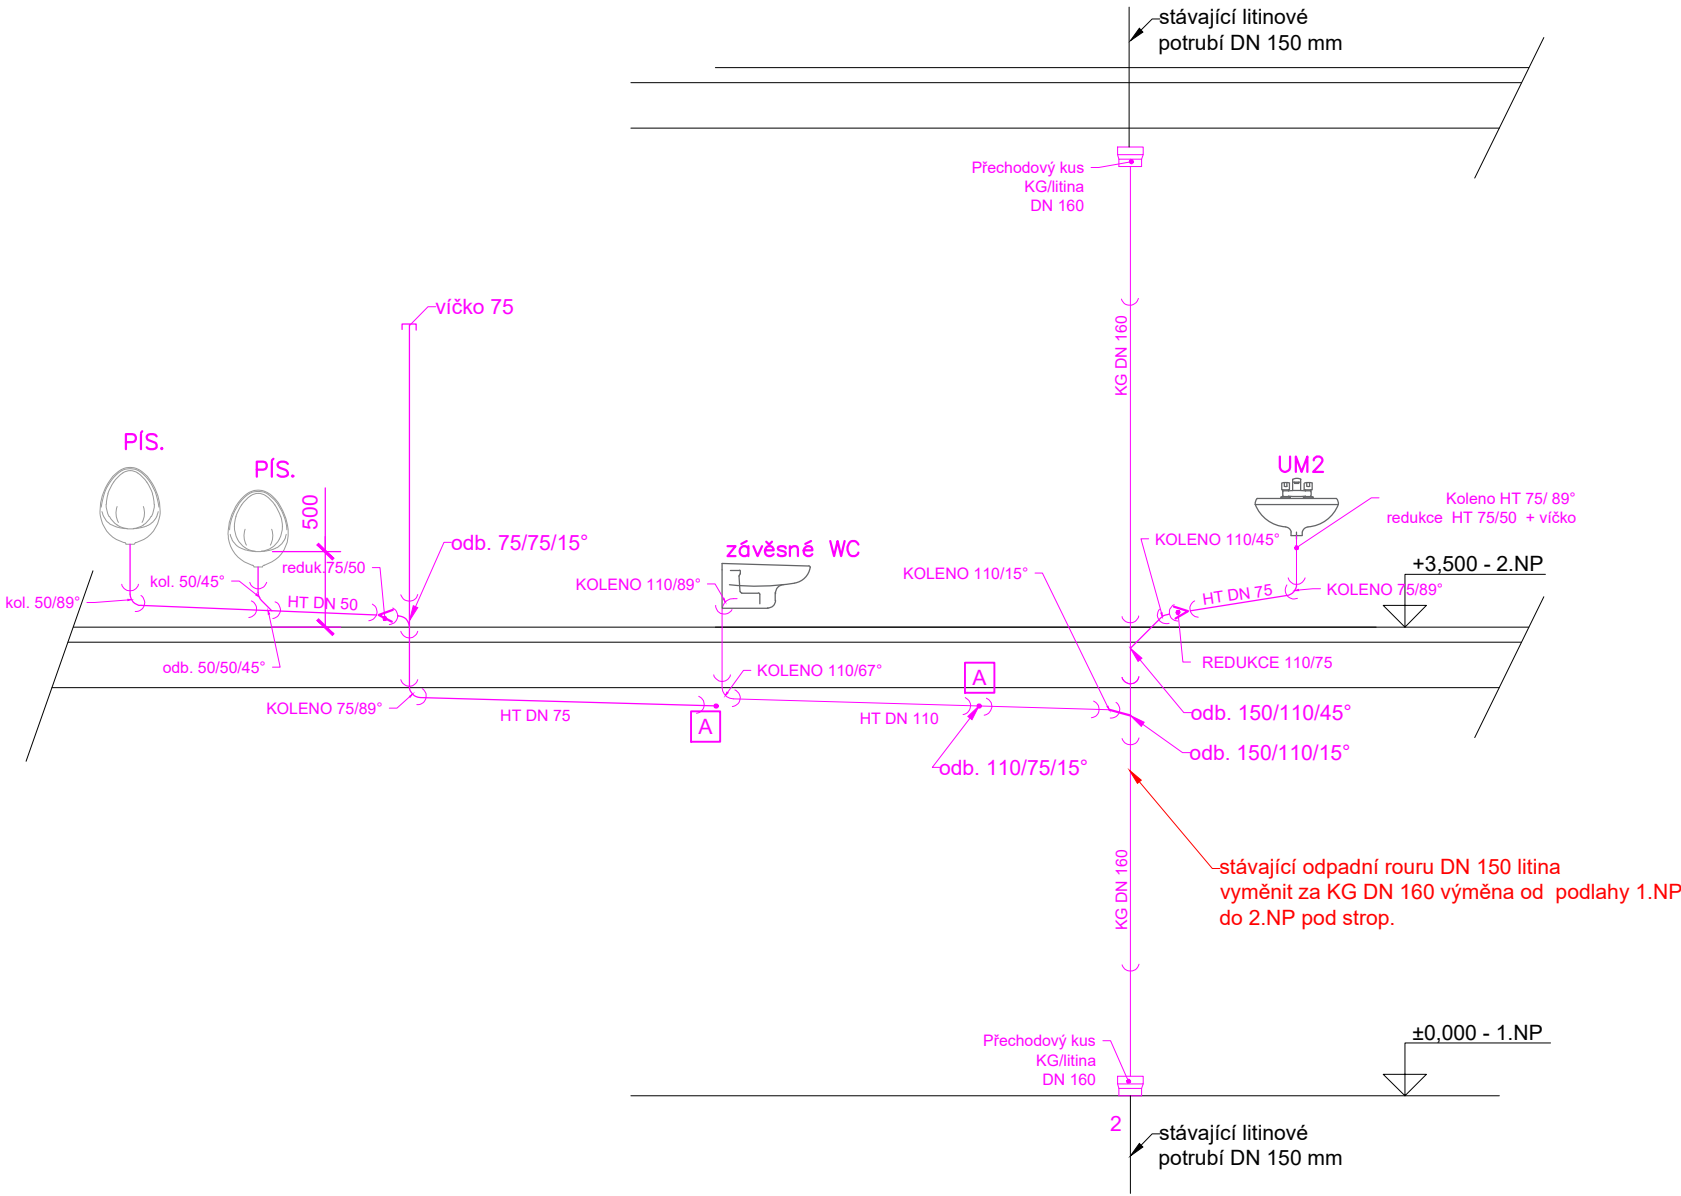 stávající litinové
potrubí DN 150 mm
Přechodový kus
KG/litina
DN 160
víčko 75
KG DN 160
PÍS.
PÍS.
UM2
500
Koleno HT 75/ 89°
redukce HT 75/50 + víčko
odb. 75/75/15°
závěsné WC
KOLENO 110/45°
+3,500 - 2.NP
reduk.75/50
kol. 50/45°
KOLENO 110/89°
KOLENO 110/15°
kol. 50/89°
HT DN 50
HT DN 75
KOLENO 75/89°
odb. 50/50/45°
KOLENO 110/67°
REDUKCE 110/75
A
KOLENO 75/89°
HT DN 75
A
HT DN 110
odb. 150/110/45°
odb. 150/110/15°
odb. 110/75/15°
stávající odpadní rouru DN 150 litina
vyměnit za KG DN 160 výměna od podlahy 1.NP
do 2.NP pod strop.
KG DN 160
Přechodový kus
KG/litina
DN 160
±0,000 - 1.NP
2
stávající litinové
potrubí DN 150 mm